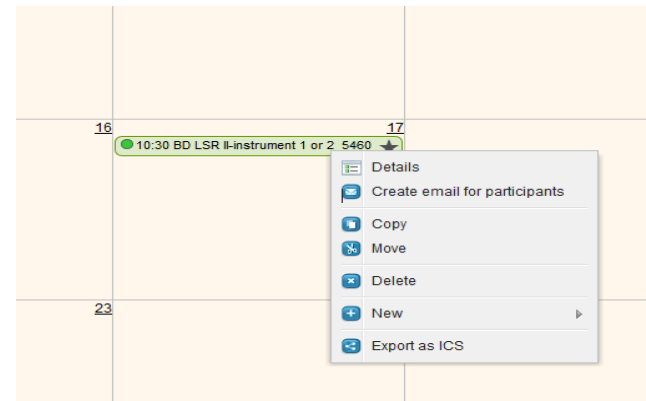 16
17
10:30 BD LSR II-instrument 1 or 2 5460
Details
Create email for participants
Copy
Move
Delete
23
New
Export as ICS